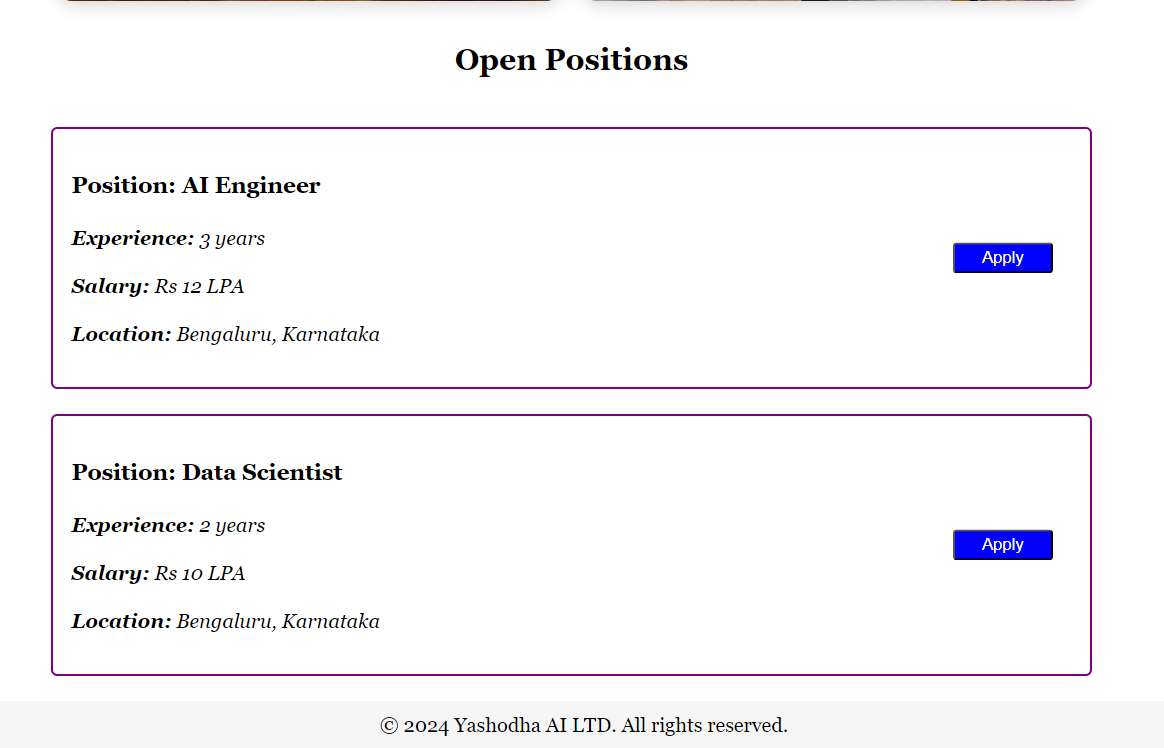 Open Positions
Position: AI Engineer
Experience: 3 years
Apply
Salary: Rs 12 LPA
Location: Bengaluru, Karnataka
Position: Data Scientist
Experience: 2 years
Apply
Salary: Rs 10 LPA
Location: Bengaluru, Karnataka
© 2024 Yashodha AI LTD. All rights reserved.